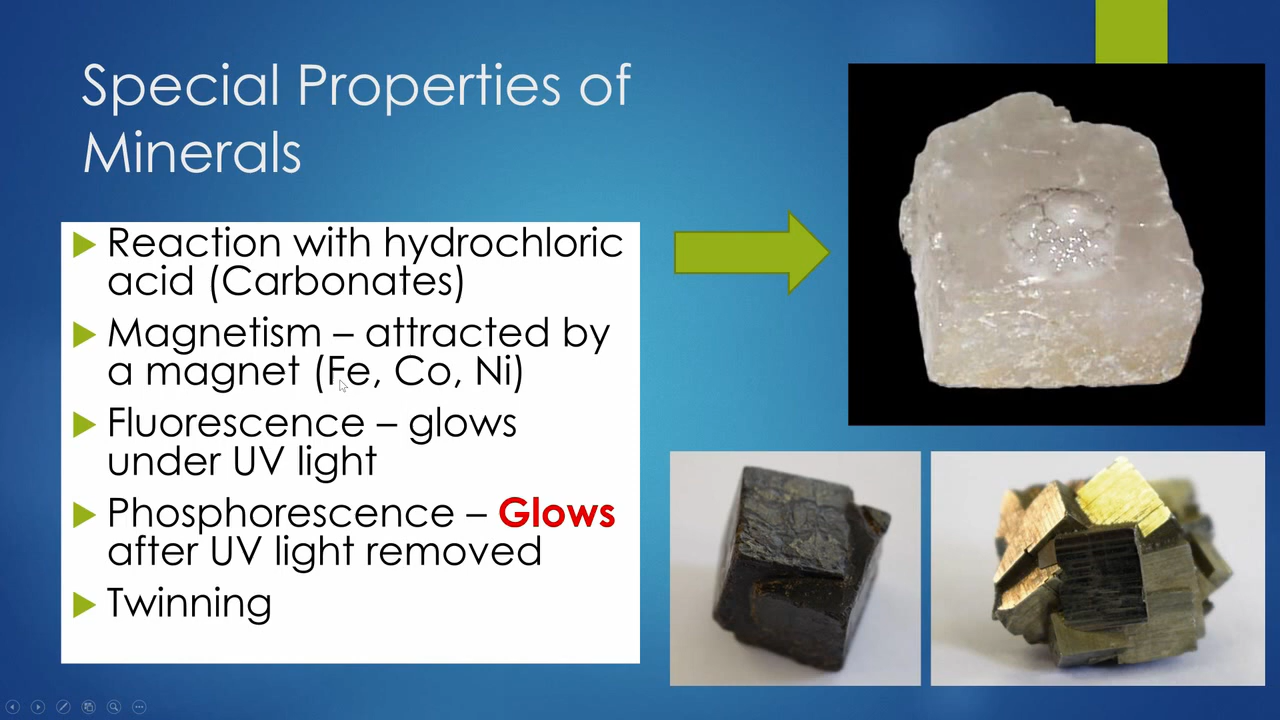 Special Properties of
Minerals
Reaction with hydrochloric
acid (Carbonates)
Magnetism – attracted by
a magnet (Fe, Co, Ni)
Fluorescence – glows
under UV light
Phosphorescence – Glows
after UV light removed
Twinning